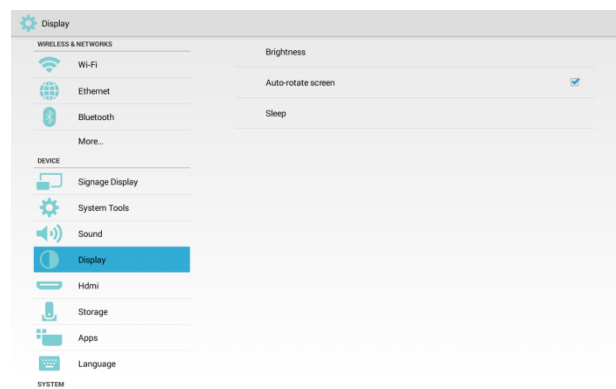 Display
WIRELESS & NETWORKS
Wi-Fi
Ethernet
Bluetooth
More...
DEVICE
Signage Display
System Tools
Sound
Display
Hdmi
Storage
Apps
Language
SYSTEM
Brightness
Auto-rotate screen
Sleep